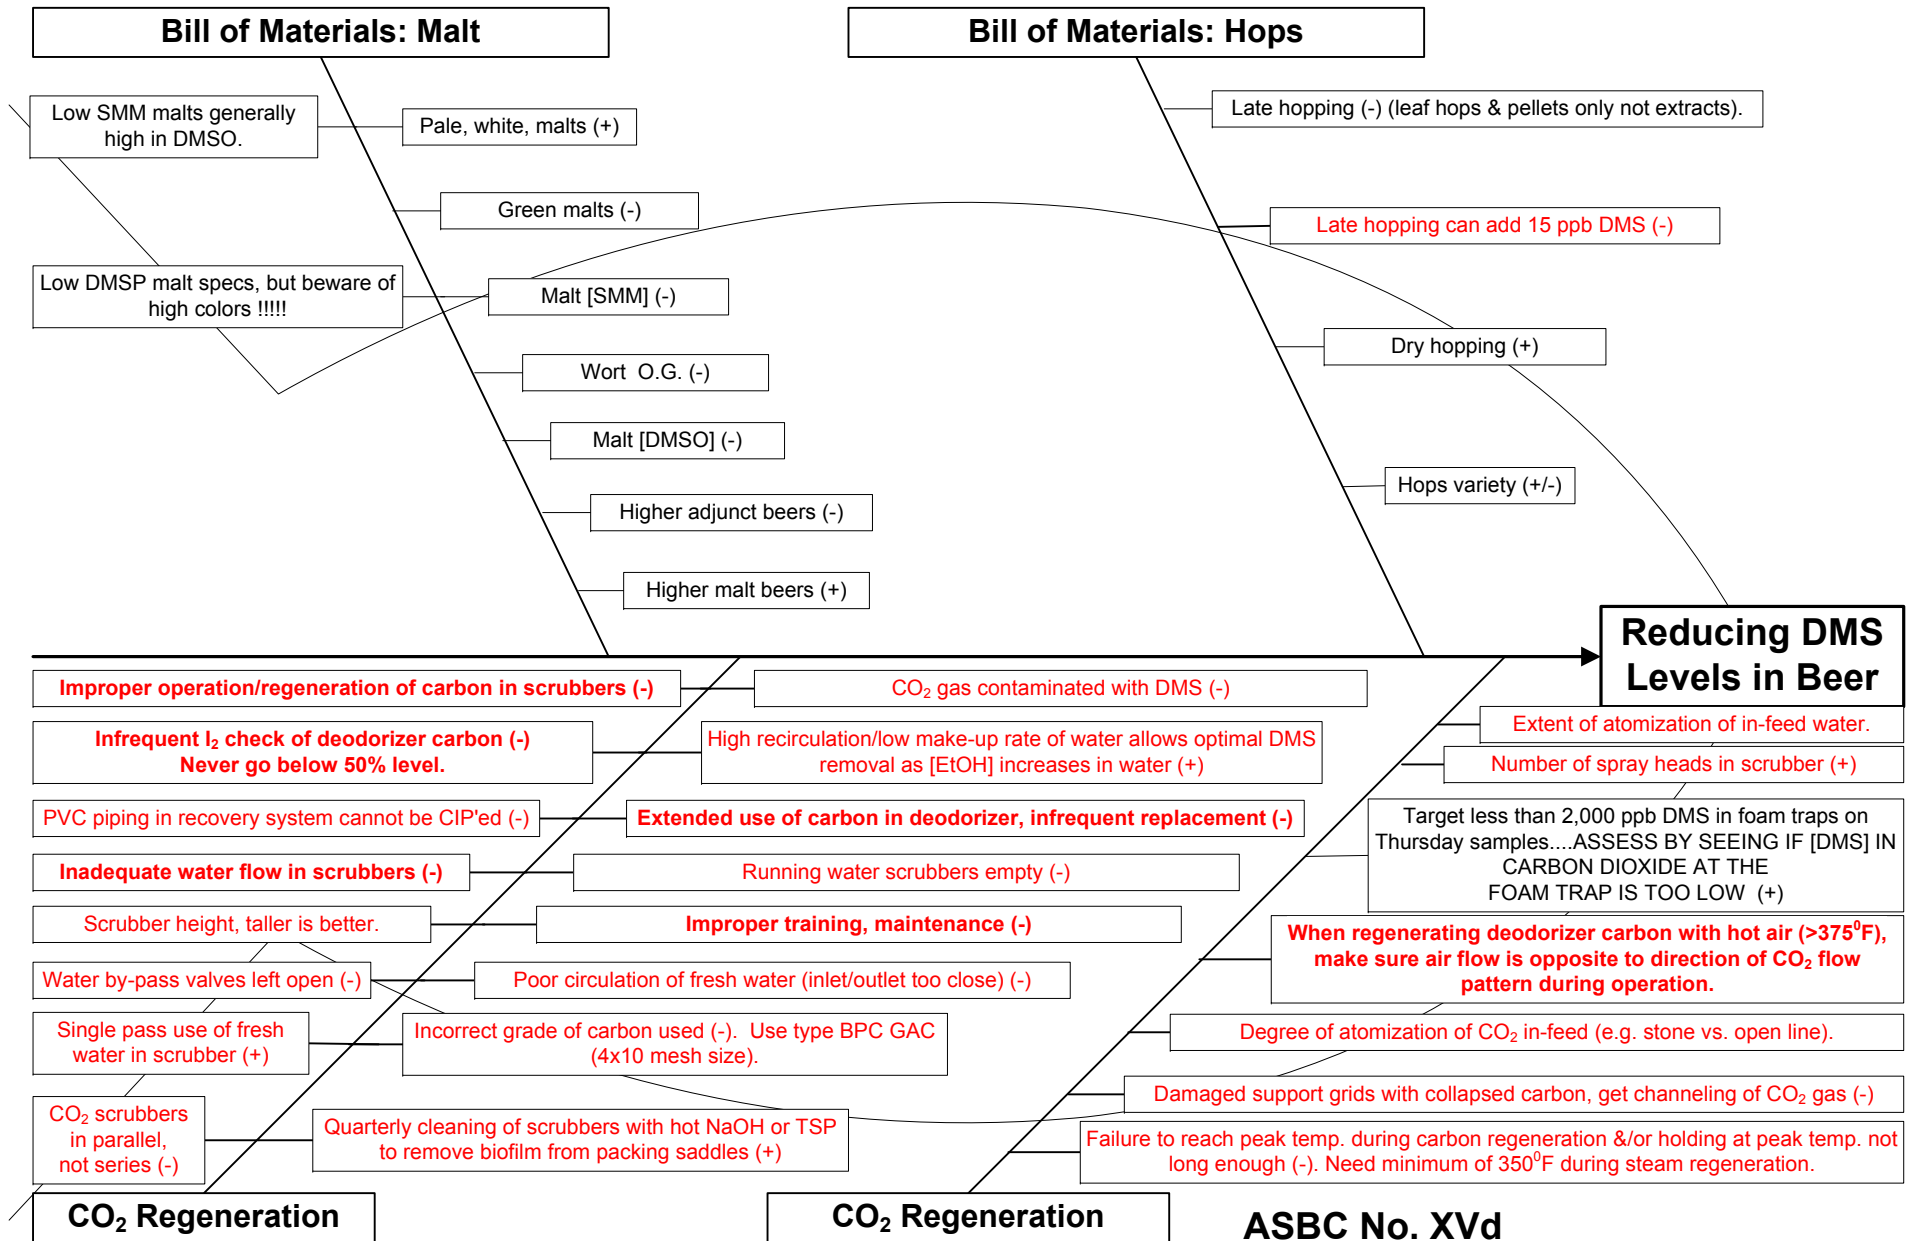 Bill of Materials: Malt
Bill of Materials: Hops
Low SMM malts generally
high in DMSO.
Pale, white, malts (+)
Green malts (-)
Low DMSP malt specs, but beware of
high colors !!!!!
Malt [SMM] (-)
Wort  O.G. (-)
Malt [DMSO] (-)
Higher adjunct beers (-)
Higher malt beers (+)
Late hopping (-) (leaf hops & pellets only not extracts).
Late hopping can add 15 ppb DMS (-)
Dry hopping (+)
Hops variety (+/-)
Reducing DMS
Levels in Beer
Improper operation/regeneration of carbon in scrubbers (-)
CO₂ gas contaminated with DMS (-)
Infrequent I₂ check of deodorizer carbon (-)
Never go below 50% level.
High recirculation/low make-up rate of water allows optimal DMS
removal as [EtOH] increases in water (+)
PVC piping in recovery system cannot be CIP'ed (-)
Extended use of carbon in deodorizer, infrequent replacement (-)
Inadequate water flow in scrubbers (-)
Running water scrubbers empty (-)
Scrubber height, taller is better.
Improper training, maintenance (-)
Water by-pass valves left open (-)
Poor circulation of fresh water (inlet/outlet too close) (-)
Single pass use of fresh
water in scrubber (+)
Incorrect grade of carbon used (-).  Use type BPC GAC
(4x10 mesh size).
CO₂ scrubbers
in parallel,
not series (-)
Quarterly cleaning of scrubbers with hot NaOH or TSP
to remove biofilm from packing saddles (+)
CO₂ Regeneration
Extent of atomization of in-feed water.
Number of spray heads in scrubber (+)
Target less than 2,000 ppb DMS in foam traps on
Thursday samples....ASSESS BY SEEING IF [DMS] IN
CARBON DIOXIDE AT THE
FOAM TRAP IS TOO LOW  (+)
When regenerating deodorizer carbon with hot air (>375⁰F),
make sure air flow is opposite to direction of CO₂ flow
pattern during operation.
Degree of atomization of CO₂ in-feed (e.g. stone vs. open line).
Damaged support grids with collapsed carbon, get channeling of CO₂ gas (-)
Failure to reach peak temp. during carbon regeneration &/or holding at peak temp. not
long enough (-). Need minimum of 350⁰F during steam regeneration.
CO₂ Regeneration
ASBC No. XVd